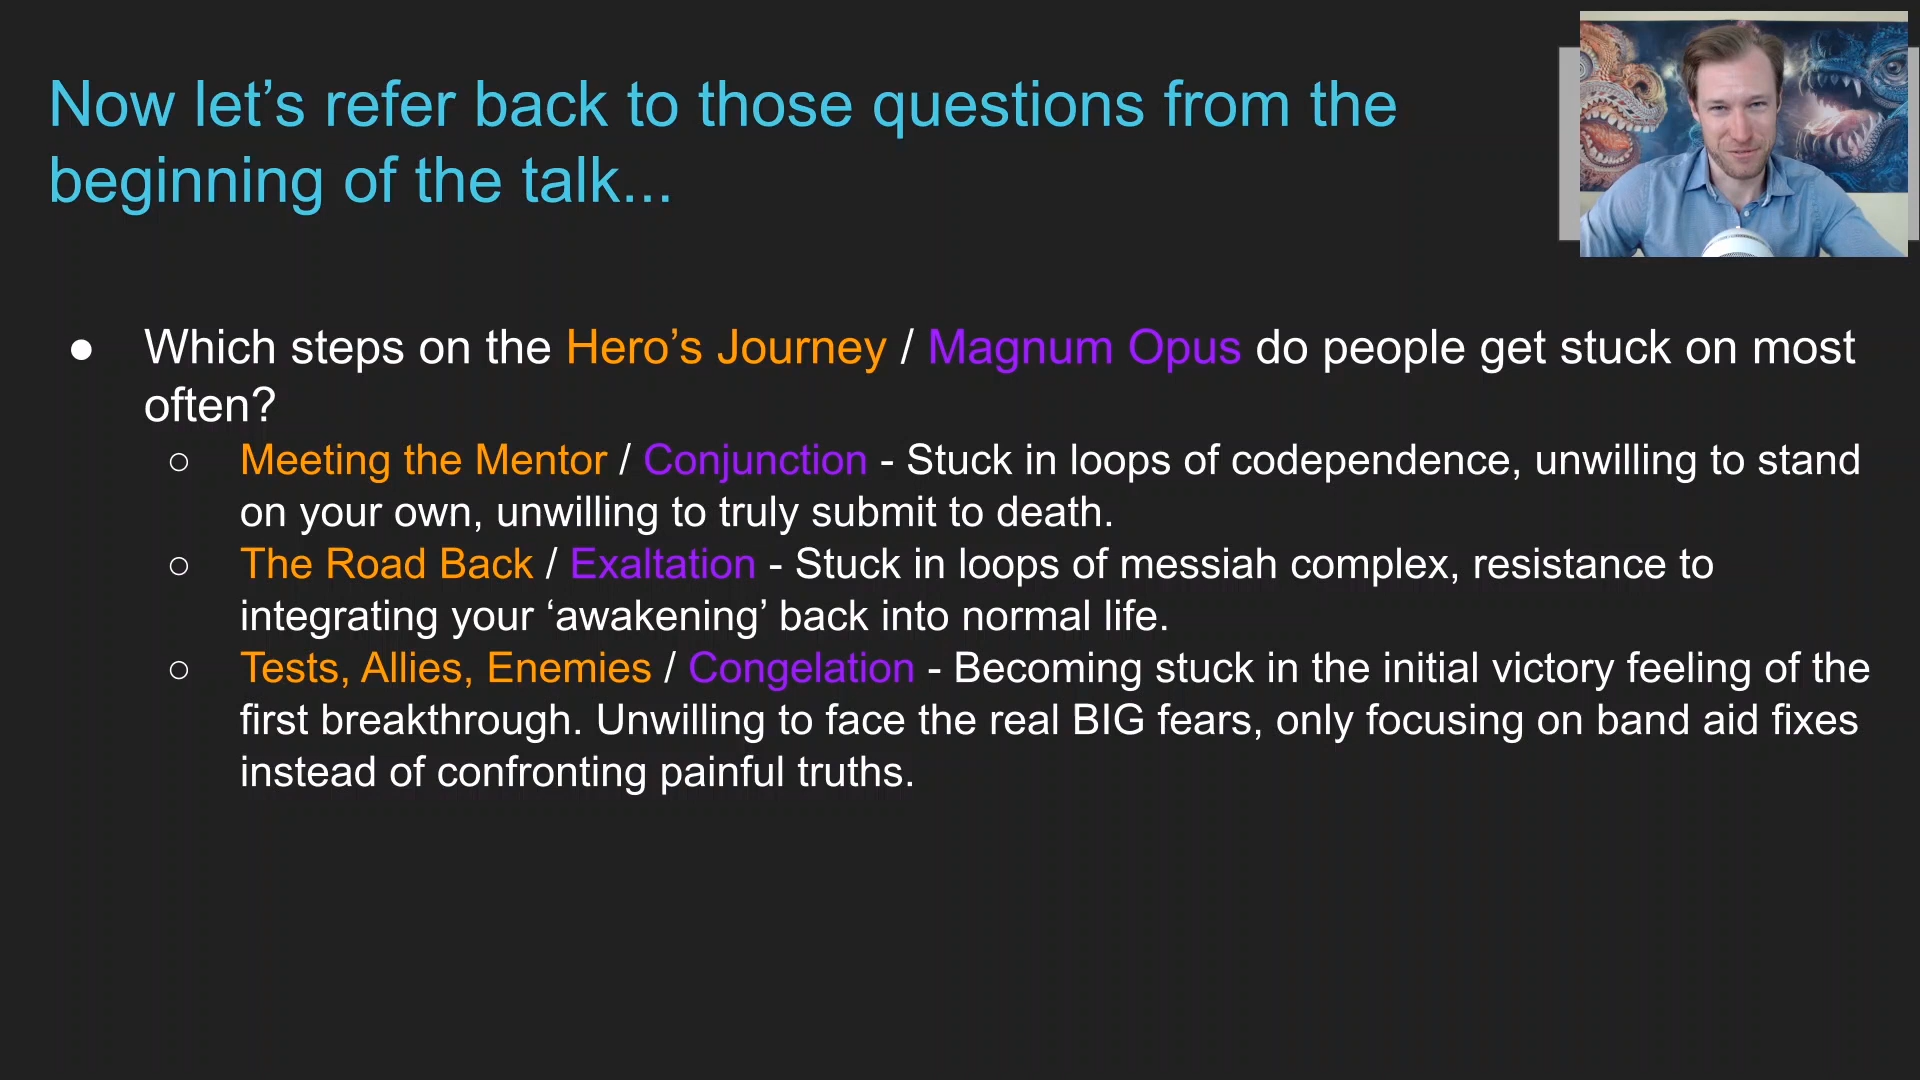 Now let’s refer back to those questions from the
beginning of the talk...
● Which steps on the Hero’s Journey / Magnum Opus do people get stuck on most
often?
○ Meeting the Mentor / Conjunction - Stuck in loops of codependence, unwilling to stand
on your own, unwilling to truly submit to death.
○ The Road Back / Exaltation - Stuck in loops of messiah complex, resistance to
integrating your ‘awakening’ back into normal life.
○ Tests, Allies, Enemies / Congelation - Becoming stuck in the initial victory feeling of the
first breakthrough. Unwilling to face the real BIG fears, only focusing on band aid fixes
instead of confronting painful truths.